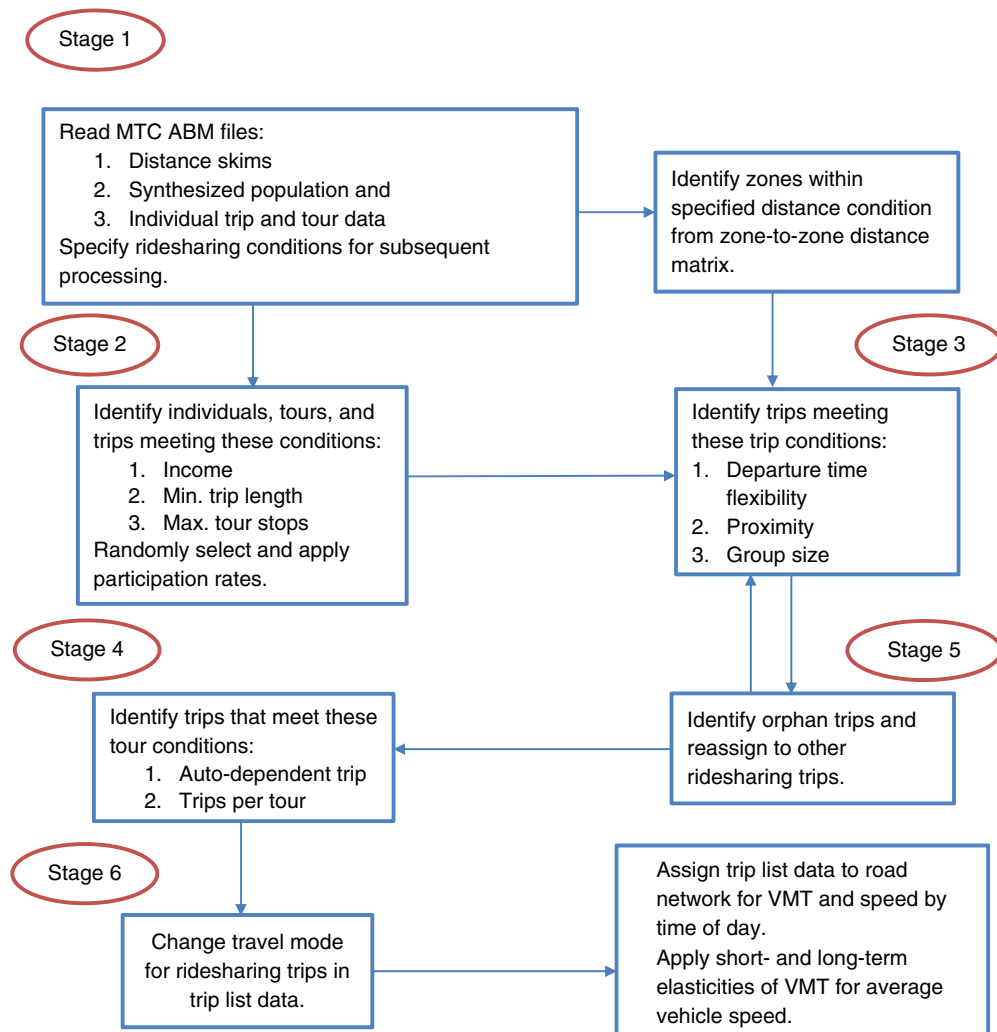 Stage 1
Read MTC ABM files:
1. Distance skims
2. Synthesized population and
3. Individual trip and tour data
Specify ridesharing conditions for subsequent
processing.
Identify zones within
specified distance condition
from zone-to-zone distance
matrix.
Stage 2
Stage 3
Identify individuals, tours, and
trips meeting these conditions:
1. Income
2. Min. trip length
3. Max. tour stops
Randomly select and apply
participation rates.
Identify trips meeting
these trip conditions:
1. Departure time
flexibility
2. Proximity
3. Group size
Stage 4
Stage 5
Identify trips that meet these
tour conditions:
1. Auto-dependent trip
2. Trips per tour
Identify orphan trips and
reassign to other
ridesharing trips.
Stage 6
Change travel mode
for ridesharing trips in
trip list data.
Assign trip list data to road
network for VMT and speed by
time of day.
Apply short- and long-term
elasticities of VMT for average
vehicle speed.